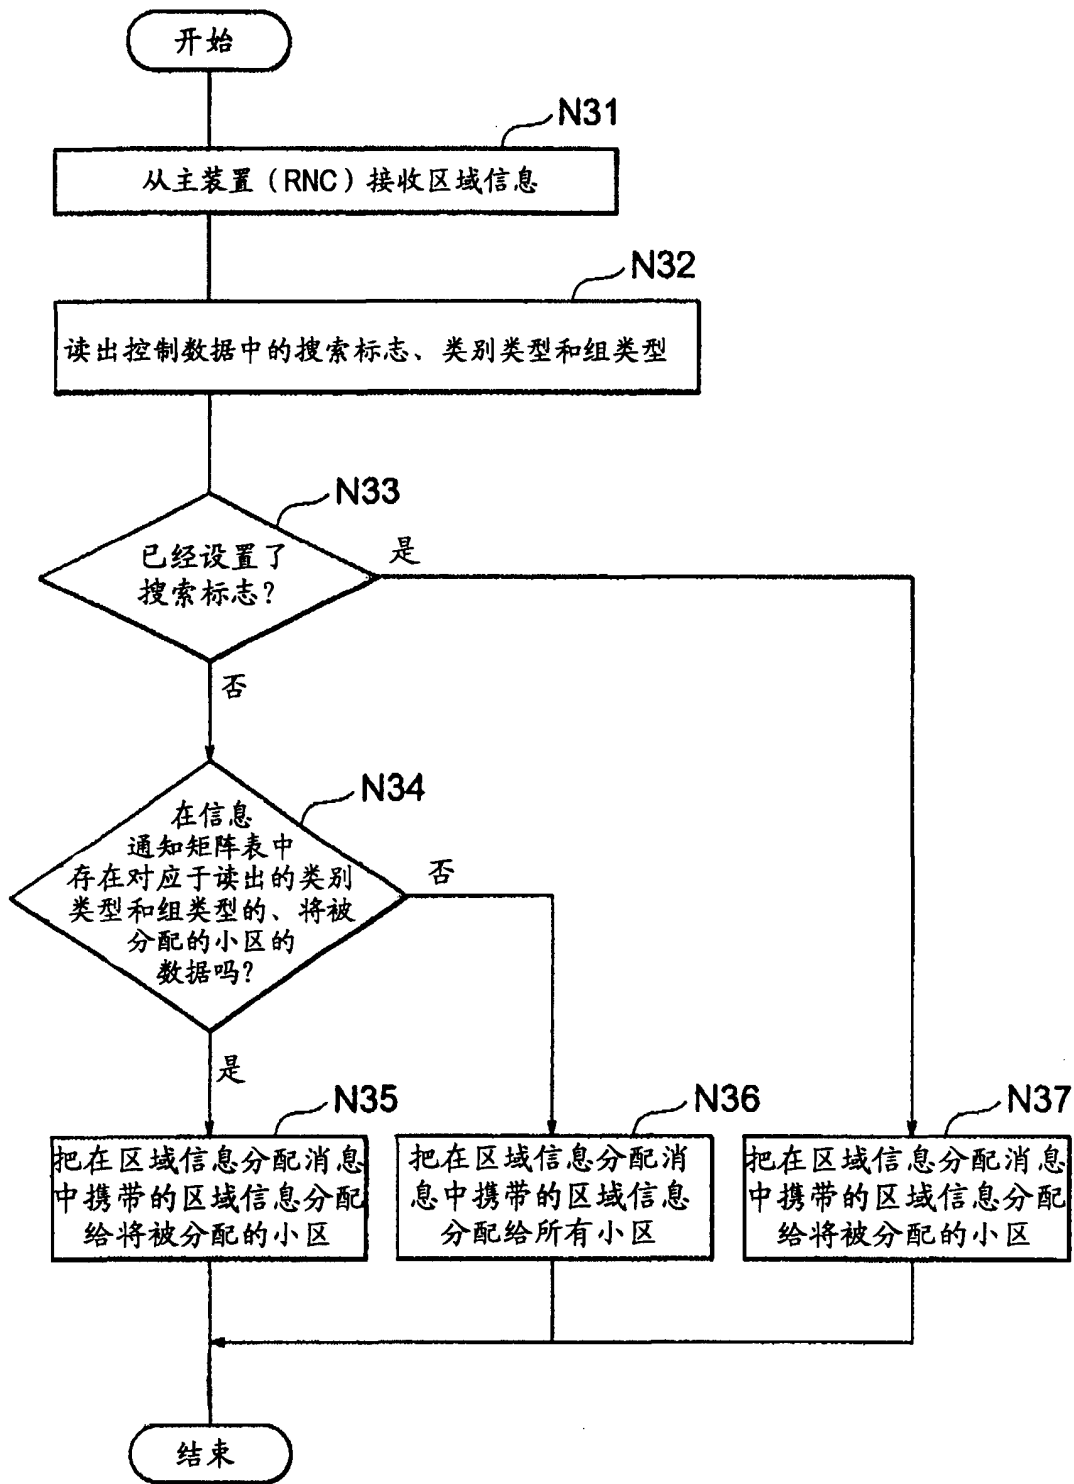 开始
N31
从主装置（RNC）接收区域信息
N32
读出控制数据中的搜索标志、类别类型和组类型
N33
已经设置了
搜索标志？
是
否
N34
在信息
通知矩阵表中
存在对应于读出的类别
类型和组类型的、将被
分配的小区的
数据吗？
否
是
N35
把在区域信息分配消息
中携带的区域信息分配
给将被分配的小区
N36
把在区域信息分配消
息中携带的区域信息
分配给所有小区
N37
把在区域信息分配消息
中携带的区域信息分配
给将被分配的小区
结束